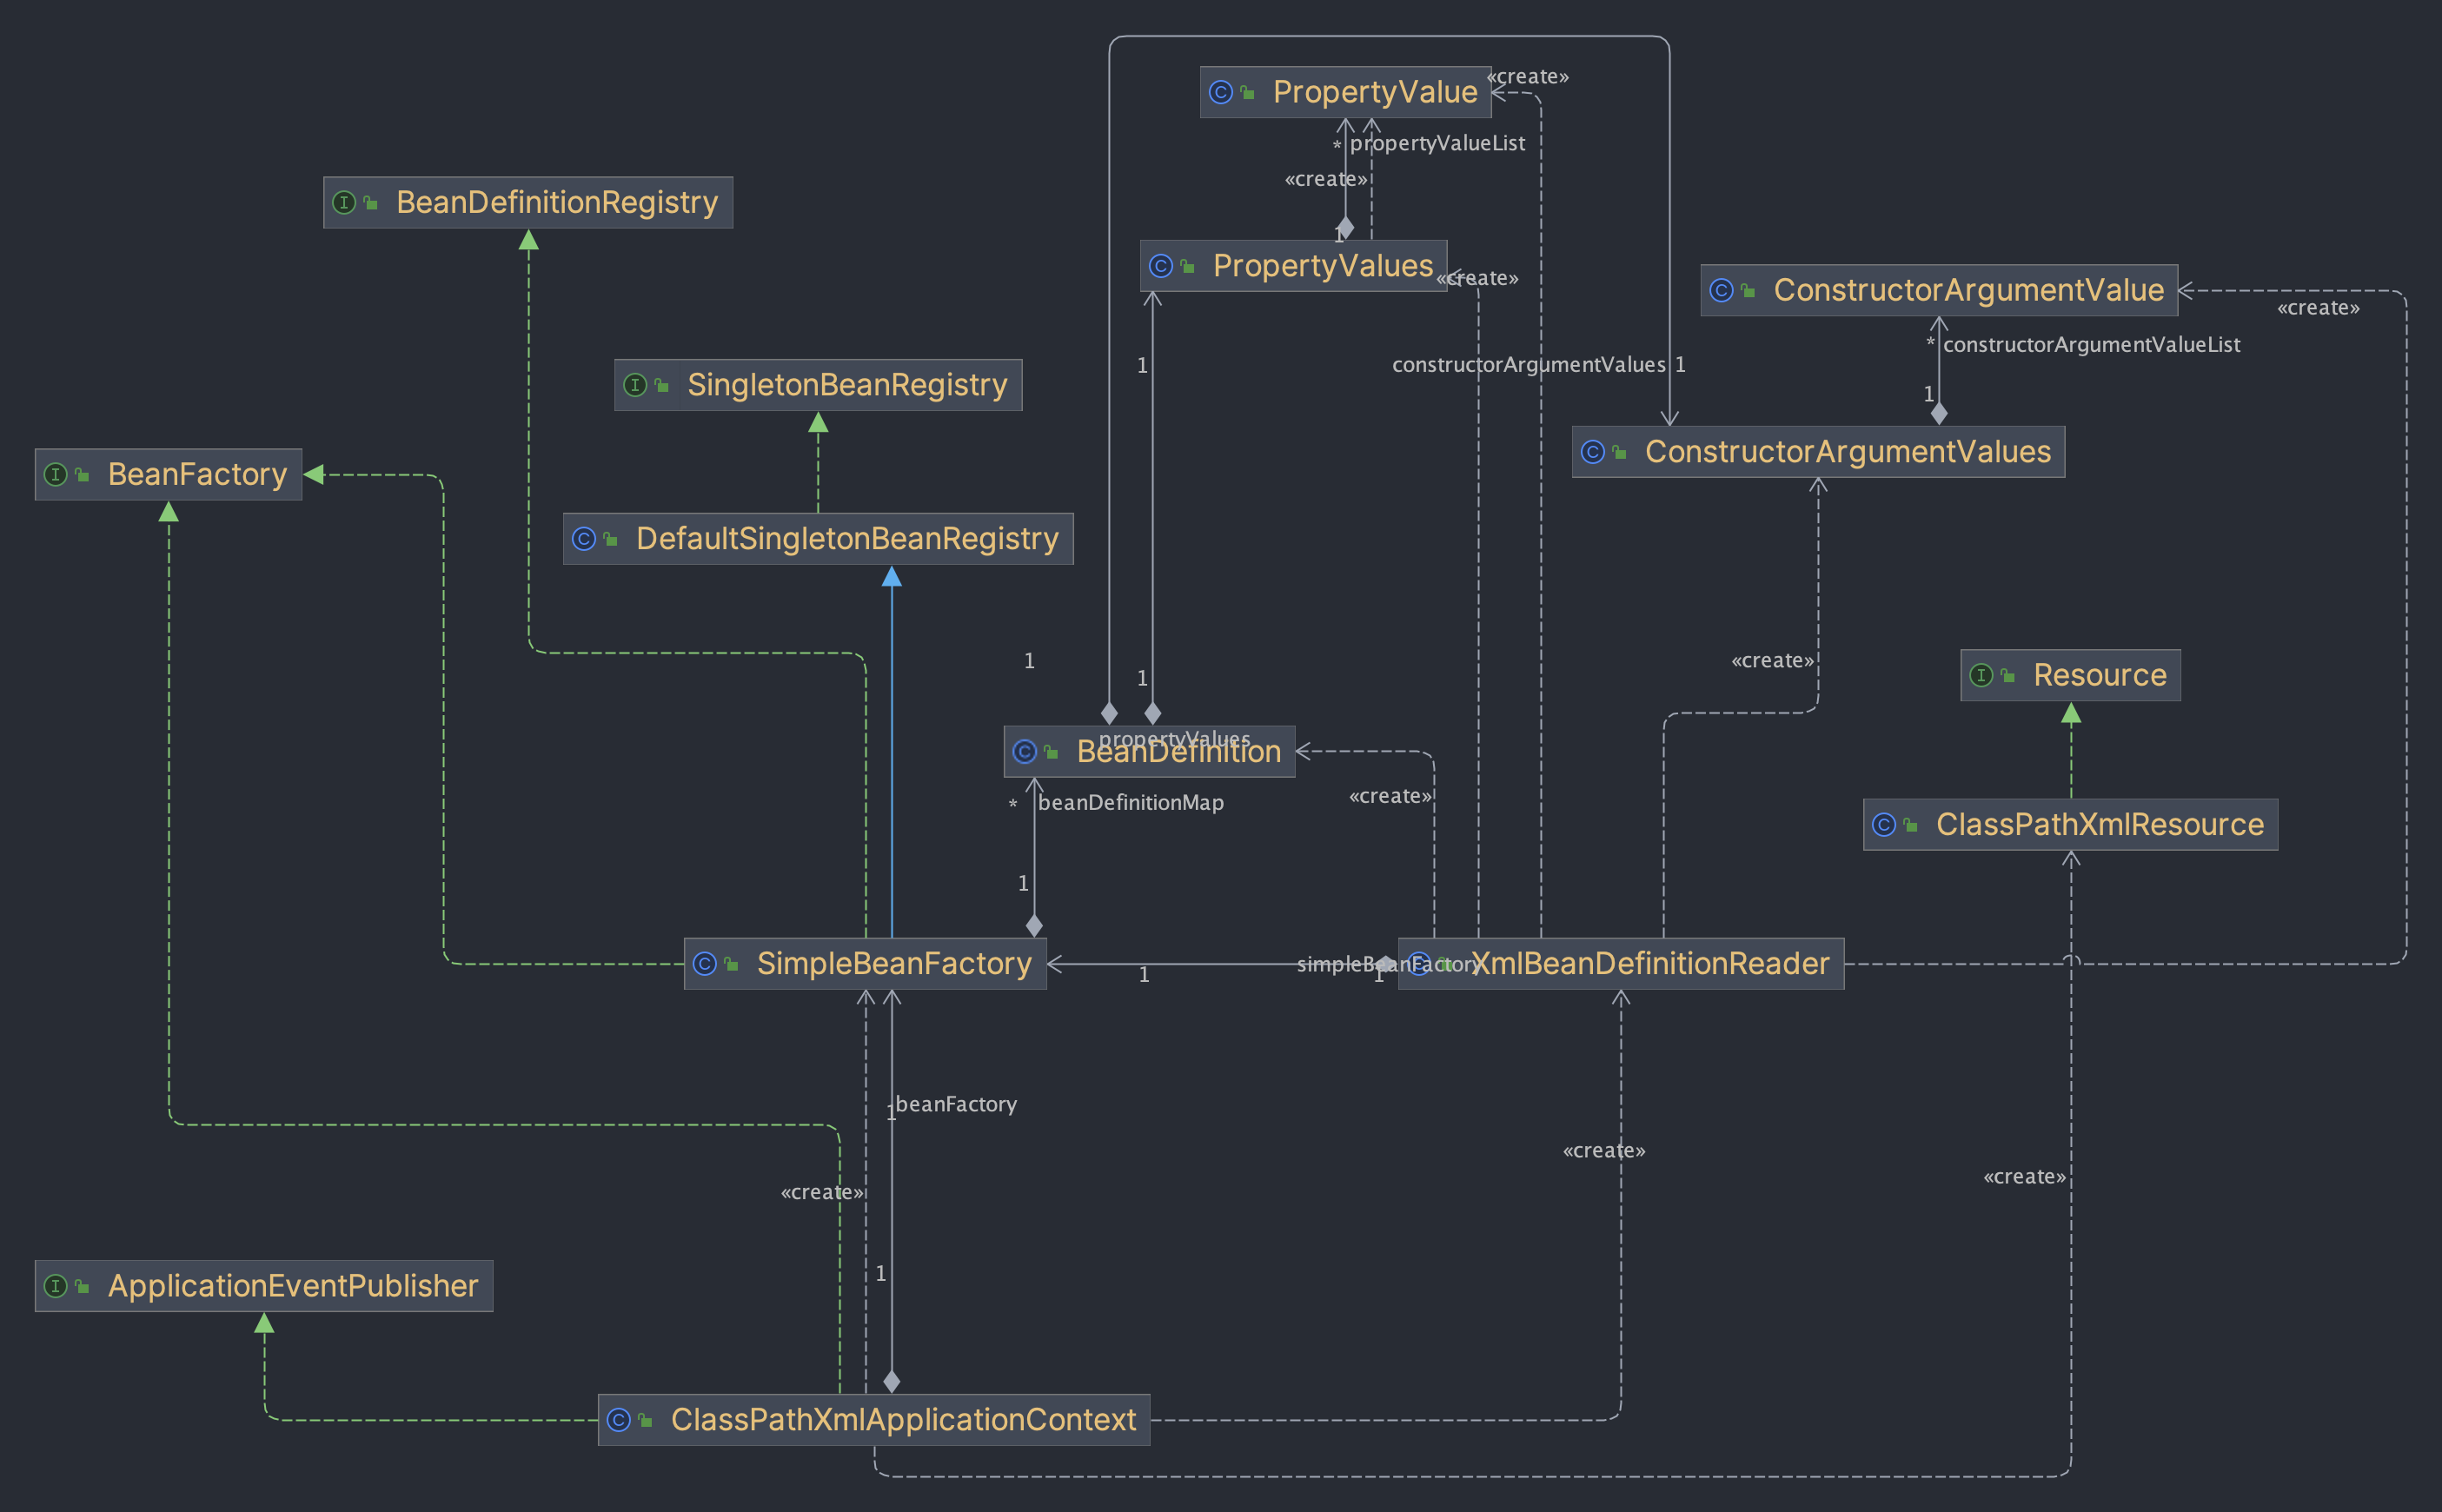 PropertyValue
«create»
* propertyValueList
«create»
1
BeanDefinitionRegistry
PropertyValues
«create»
ConstructorArgumentValue
«create»
* constructorArgumentValueList
1
constructorArgumentValues 1
1
SingletonBeanRegistry
ConstructorArgumentValues
BeanFactory
DefaultSingletonBeanRegistry
1
1
«create»
Resource
propertyValues
BeanDefinition
* beanDefinitionMap
«create»
ClassPathXmlResource
1
SimpleBeanFactory
1
simpleBeanFactory
1
XmlBeanDefinitionReader
1
beanFactory
«create»
«create»
«create»
1
ApplicationEventPublisher
ClassPathXmlApplicationContext